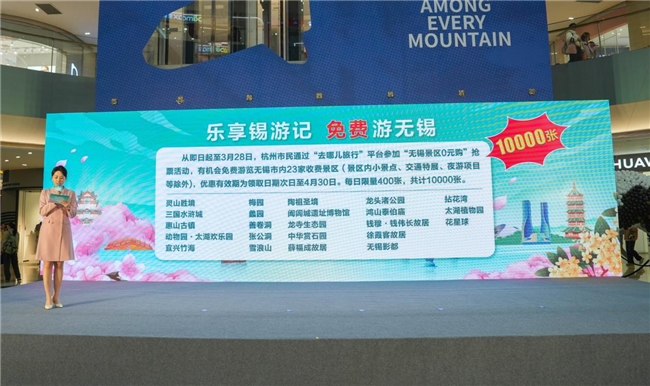 AMONG
EVERY
MOUNTAIN
乐享锡游记 免费游无锡
10000张
从即日起至3月28日，杭州市民通过“去哪儿旅行”平台参加“无锡景区0元购”抢
票活动，有机会免费游览无锡市内23家收费景区（景区内小景点、交通特展、夜游项目
等除外），优惠有效期为领取日期次日至4月30日。每日限量400张，共计10000张。
灵山胜境 梅园 陶祖圣境 龙头渚公园 拈花湾
三国水浒城 蠡园 阖闾城遗址博物馆 鸿山泰伯庙 太湖植物园
惠山古镇 善卷洞 龙寺生态园 钱穆·钱伟长故居 花星球
动物园·太湖欢乐园 张公洞 中华赏石园 徐霞客故居
宜兴竹海 雪浪山 薛福成故居 无锡影都
HUAW